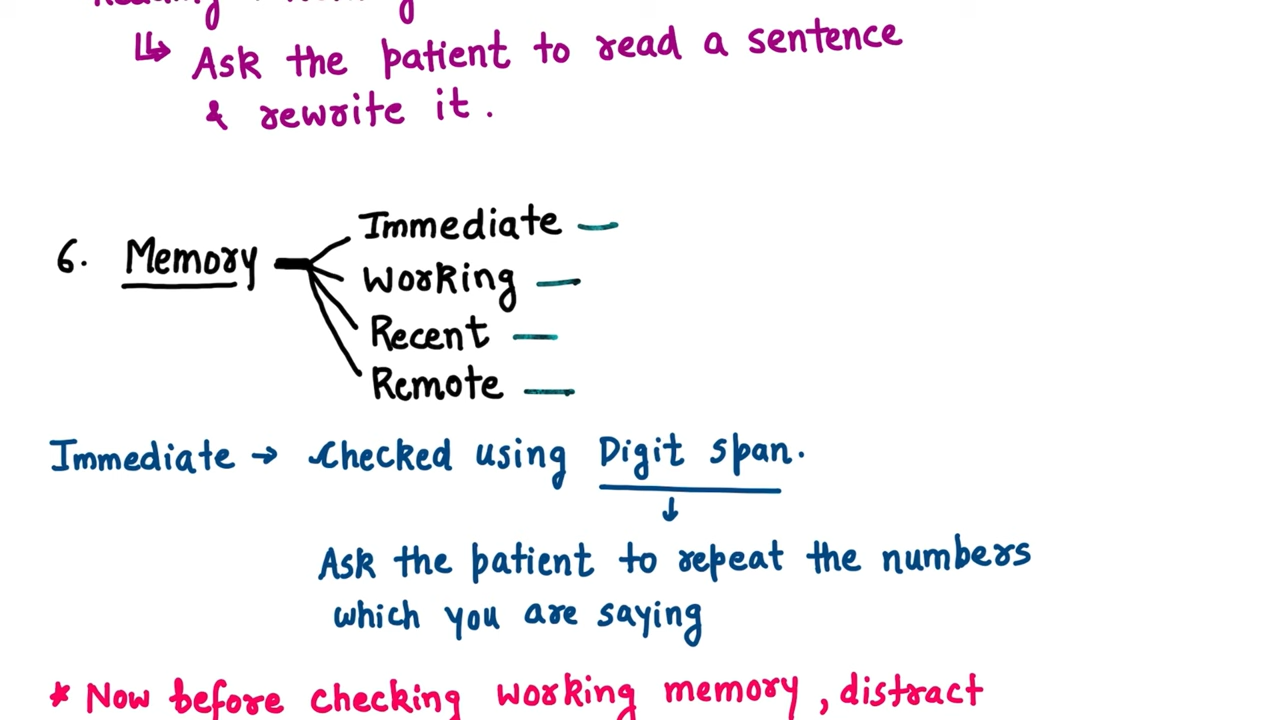 Reading
↳ Ask the patient to read a sentence
& rewrite it.
6. Memory
Immediate —
Working —
Recent —
Remote —
Immediate → Checked using Digit span.
↓
Ask the patient to repeat the numbers
which you are saying
* Now before checking working memory, distract